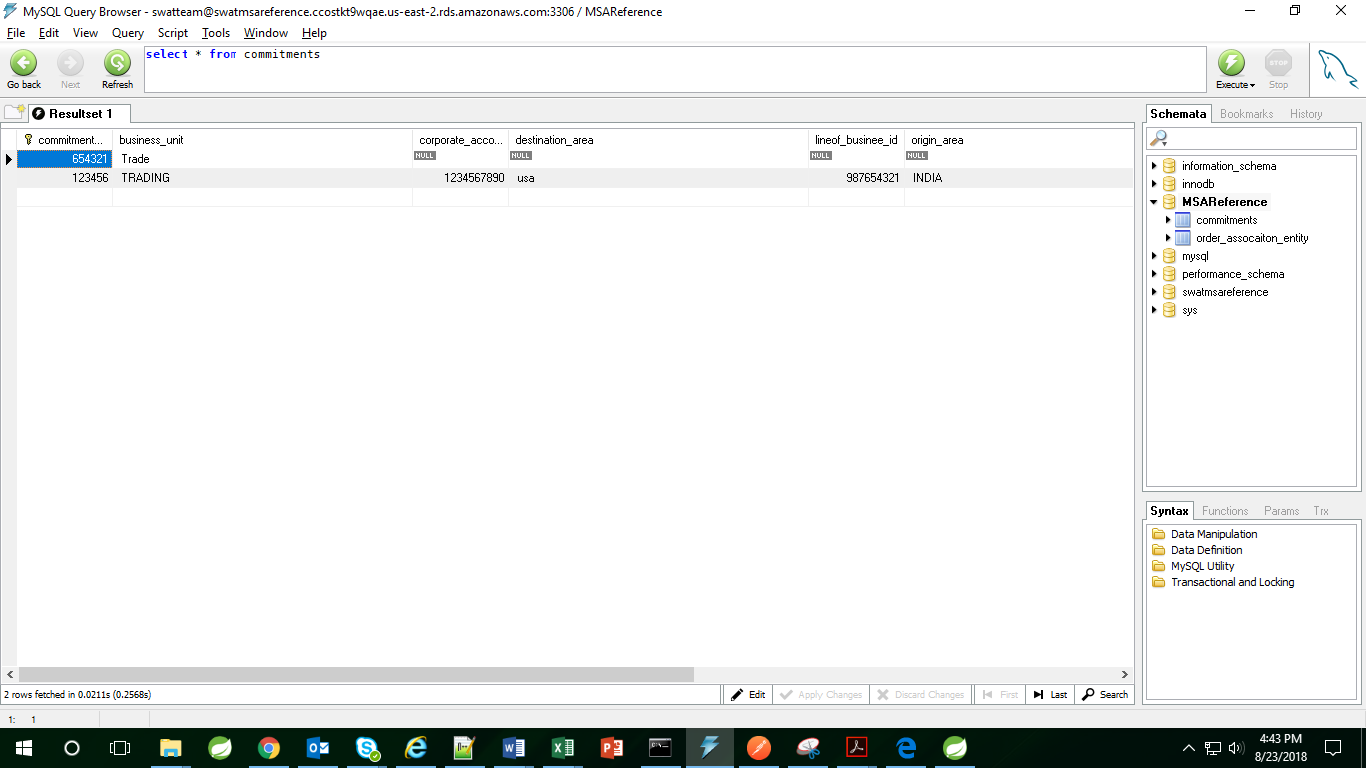 MySQL Query Browser - swatteam@swatmsareference.ccostkt9wqae.us-east-2.rds.amazonaws.com:3306 / MSAReference
File Edit View Query Script Tools Window Help
select * from commitments
Go back Next Refresh Execute STOP Stop
Resultset 1
commitment... business_unit corporate_acco... destination_area lineof_businee_id origin_area
654321 Trade NULL NULL NULL NULL
123456 TRADING 1234567890 usa 987654321 INDIA
Schemata Bookmarks History
information_schema
innodb
MSAReference
commitments
order_assocaiton_entity
mysql
performance_schema
swatmsareference
sys
Syntax Functions Params Trx
Data Manipulation
Data Definition
MySQL Utility
Transactional and Locking
2 rows fetched in 0.0211s (0.2568s) Edit Apply Changes Discard Changes First Last Search
1: 1
4:43 PM
8/23/2018